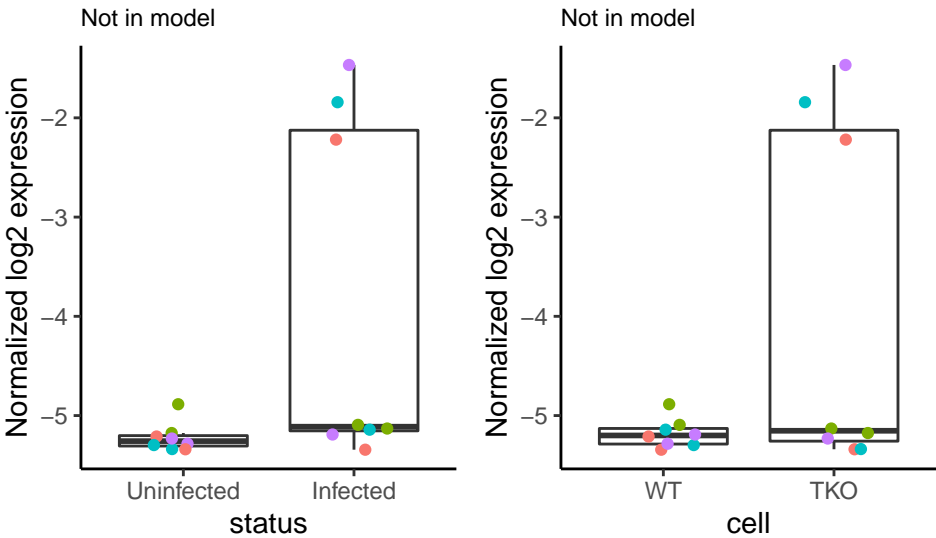 Not in model
Normalized log2 expression
−2
−3
−4
−5
Uninfected
Infected
status
Not in model
Normalized log2 expression
−2
−3
−4
−5
WT
TKO
cell